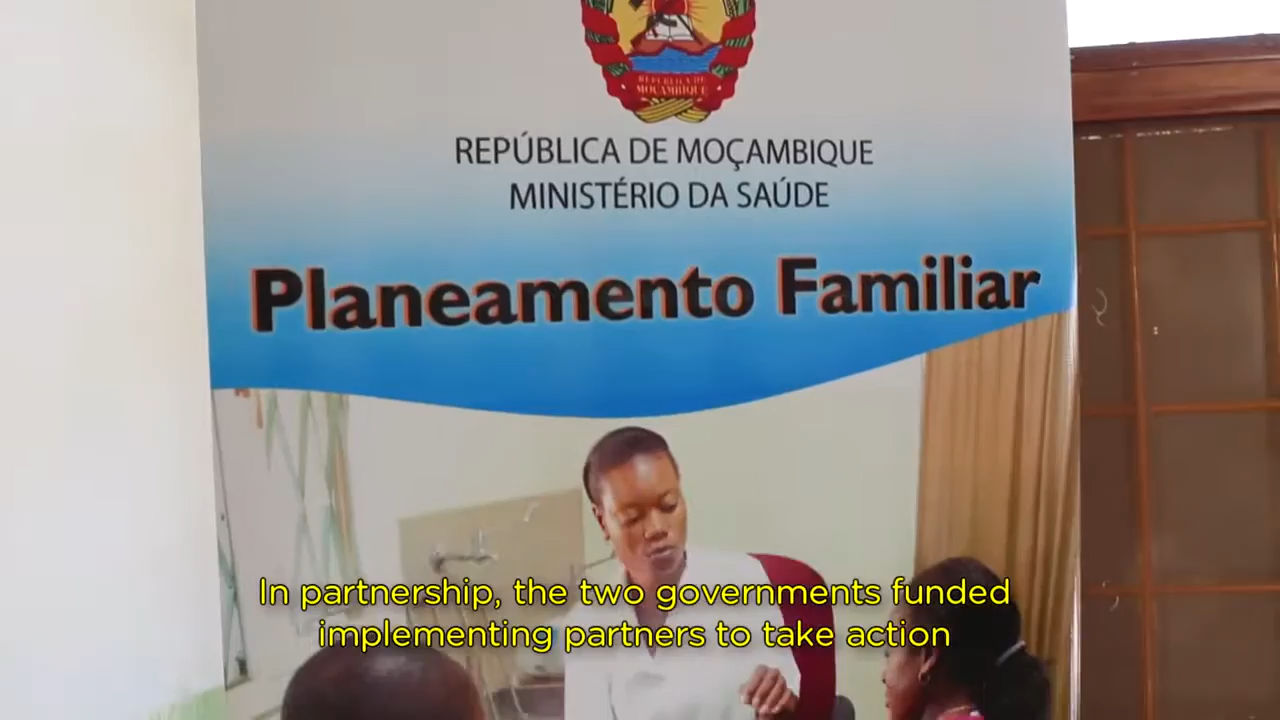 REPÚBLICA DE
MOÇAMBIQUE
REPÚBLICA DE MOÇAMBIQUE
MINISTÉRIO DA SAÚDE
Planeamento Familiar
In partnership, the two governments funded
implementing partners to take action